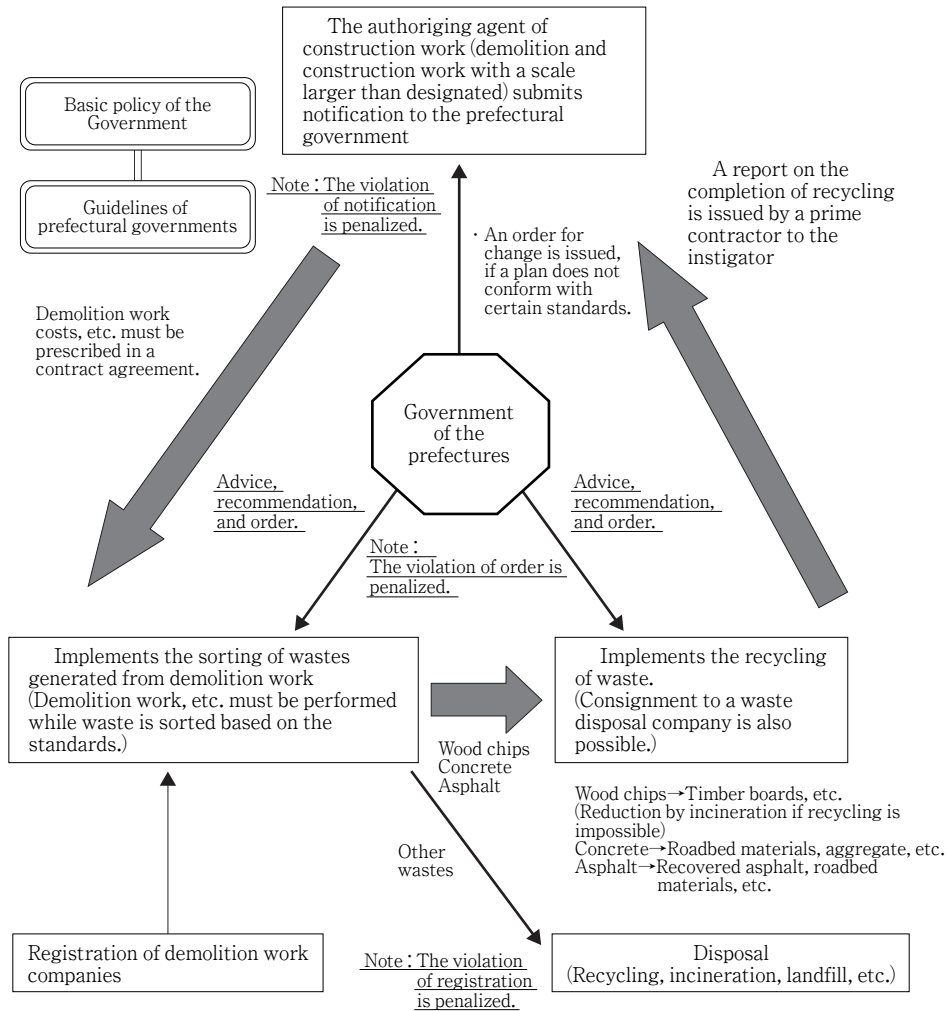 The authoriging agent of
construction work (demolition and
construction work with a scale
larger than designated) submits
notification to the prefectural
government
Basic policy of the
Government
Guidelines of
prefectural governments
Note : The violation
of notification
is penalized.
· An order for
change is issued,
if a plan does not
conform with
certain standards.
A report on the
completion of recycling
is issued by a prime
contractor to the
instigator
Demolition work
costs, etc. must be
prescribed in a
contract agreement.
Government
of the
prefectures
Advice,
recommendation,
and order.
Advice,
recommendation,
and order.
Note :
The violation of order is
penalized.
Implements the sorting of wastes
generated from demolition work
(Demolition work, etc. must be performed
while waste is sorted based on the
standards.)
Wood chips
Concrete
Asphalt
Implements the recycling
of waste.
(Consignment to a waste
disposal company is also
possible.)
Wood chips→Timber boards, etc.
(Reduction by incineration if recycling is
impossible)
Concrete→Roadbed materials, aggregate, etc.
Asphalt→Recovered asphalt, roadbed
materials, etc.
Other
wastes
Registration of demolition work
companies
Note : The violation
of registration
is penalized.
Disposal
(Recycling, incineration, landfill, etc.)